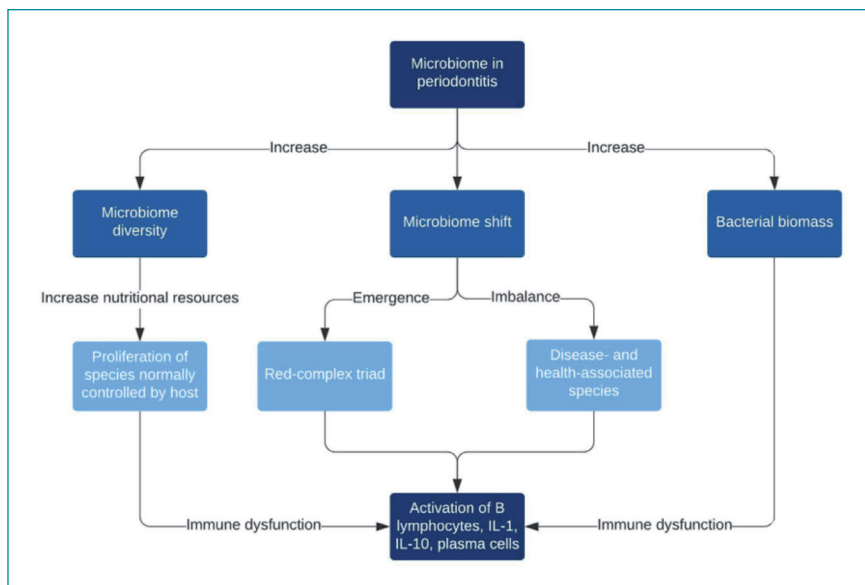 Microbiome in
periodontitis
Increase
Increase
Microbiome
diversity
Microbiome shift
Bacterial biomass
Increase nutritional resources
Emergence
Imbalance
Proliferation of
species normally
controlled by host
Red-complex triad
Disease- and
health-associated
species
Immune dysfunction
Activation of B
lymphocytes, IL-1,
IL-10, plasma cells
Immune dysfunction